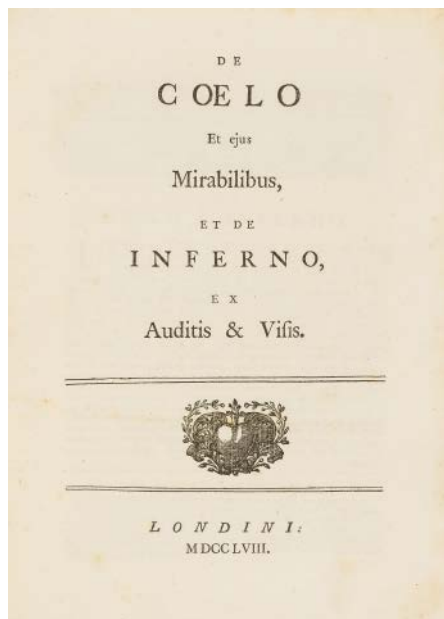 DE
COELO
Et ejus
Mirabilibus,
ET DE
INFERNO,
EX
Auditis & Viſis.
LONDINI:
MDCCLVIII.